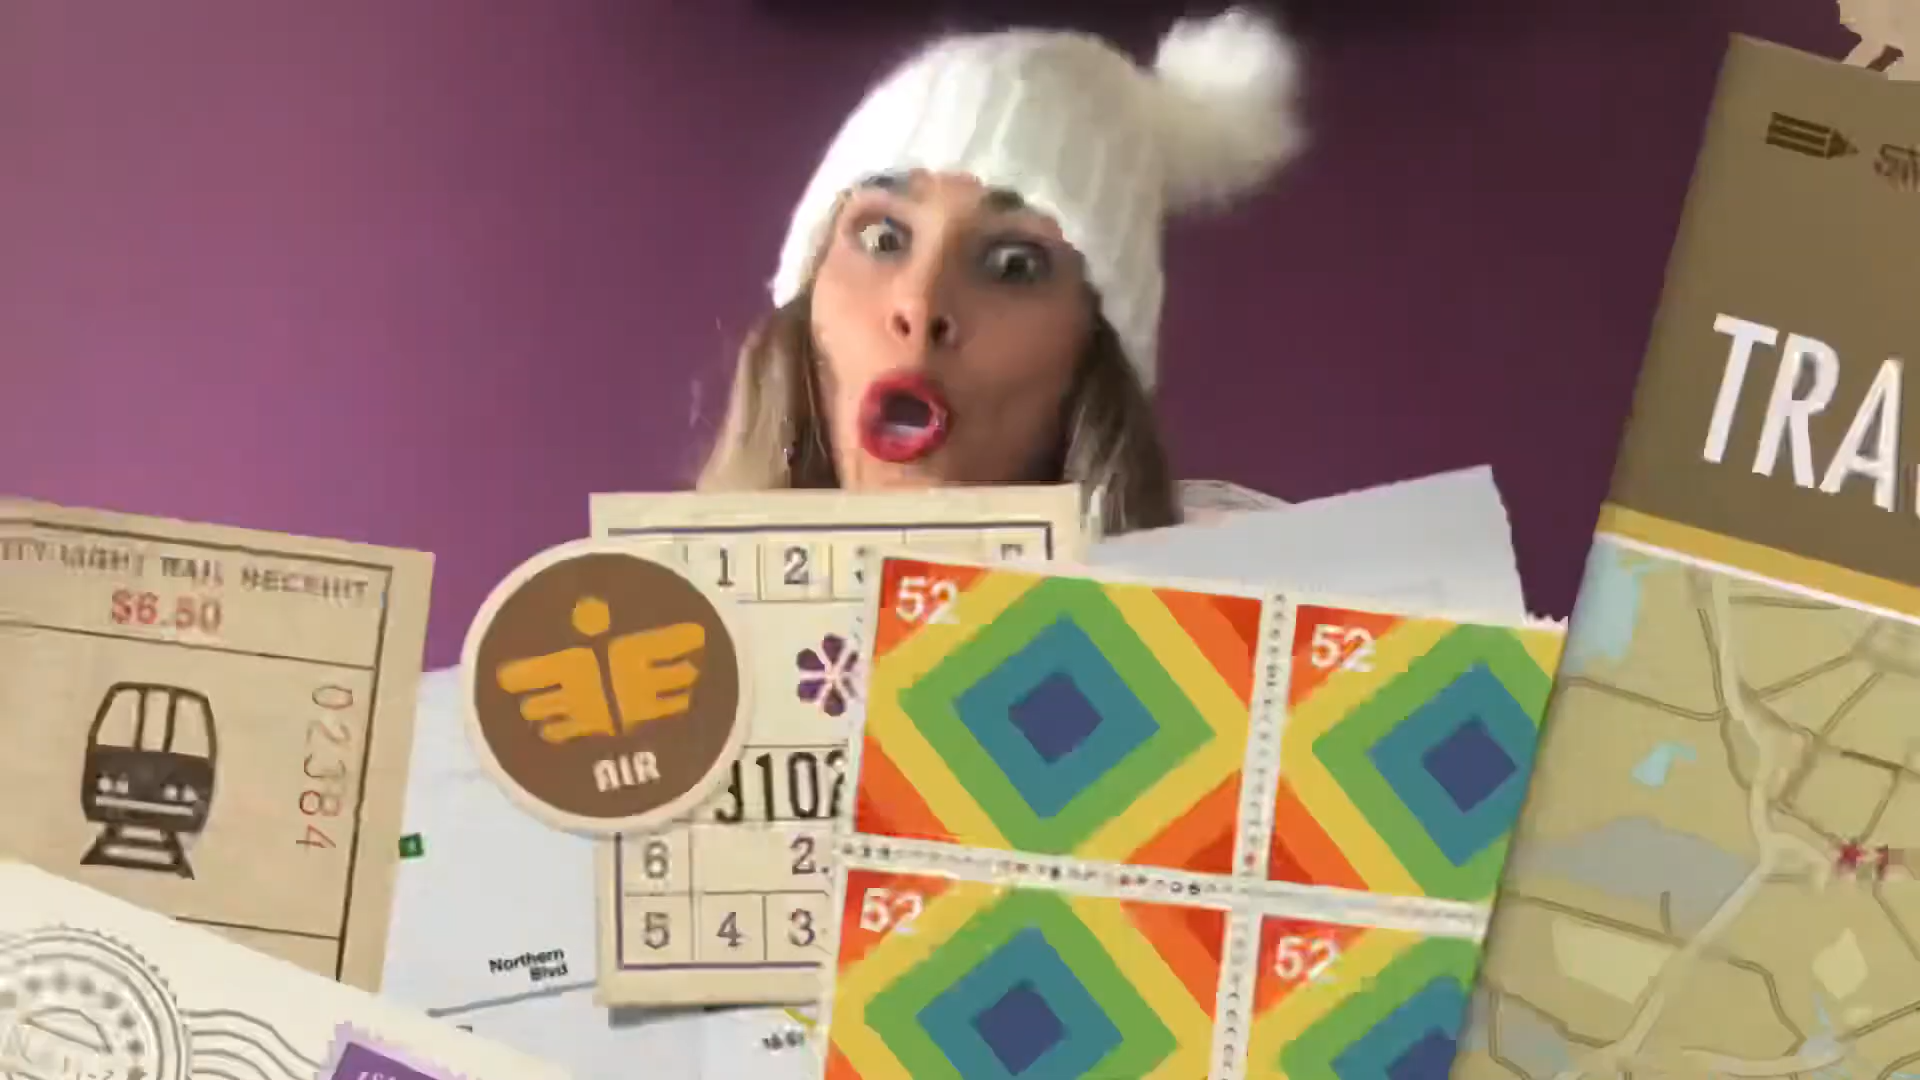 TRA
LIGHT RAIL RECEIPT
$6.50
02384
AIR
1 2
J102
6 2.
5 4 3
52
52
52
52
Northern
Blvd